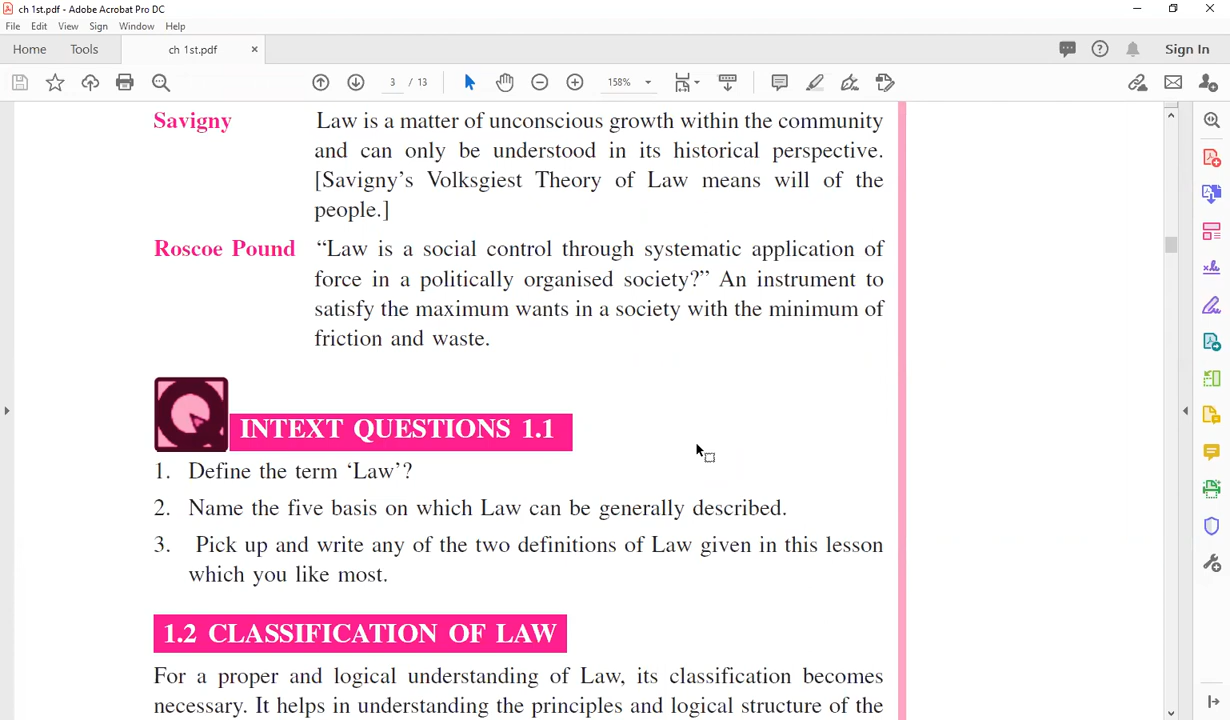 ch 1st.pdf - Adobe Acrobat Pro DC
File Edit View Sign Window Help
Home Tools ch 1st.pdf × Sign In
3 / 13 158%
Savigny Law is a matter of unconscious growth within the community
and can only be understood in its historical perspective.
[Savigny's Volksgiest Theory of Law means will of the
people.]
Roscoe Pound “Law is a social control through systematic application of
force in a politically organised society?” An instrument to
satisfy the maximum wants in a society with the minimum of
friction and waste.
INTEXT QUESTIONS 1.1
1. Define the term ‘Law’?
2. Name the five basis on which Law can be generally described.
3. Pick up and write any of the two definitions of Law given in this lesson
which you like most.
1.2 CLASSIFICATION OF LAW
For a proper and logical understanding of Law, its classification becomes
necessary. It helps in understanding the principles and logical structure of the